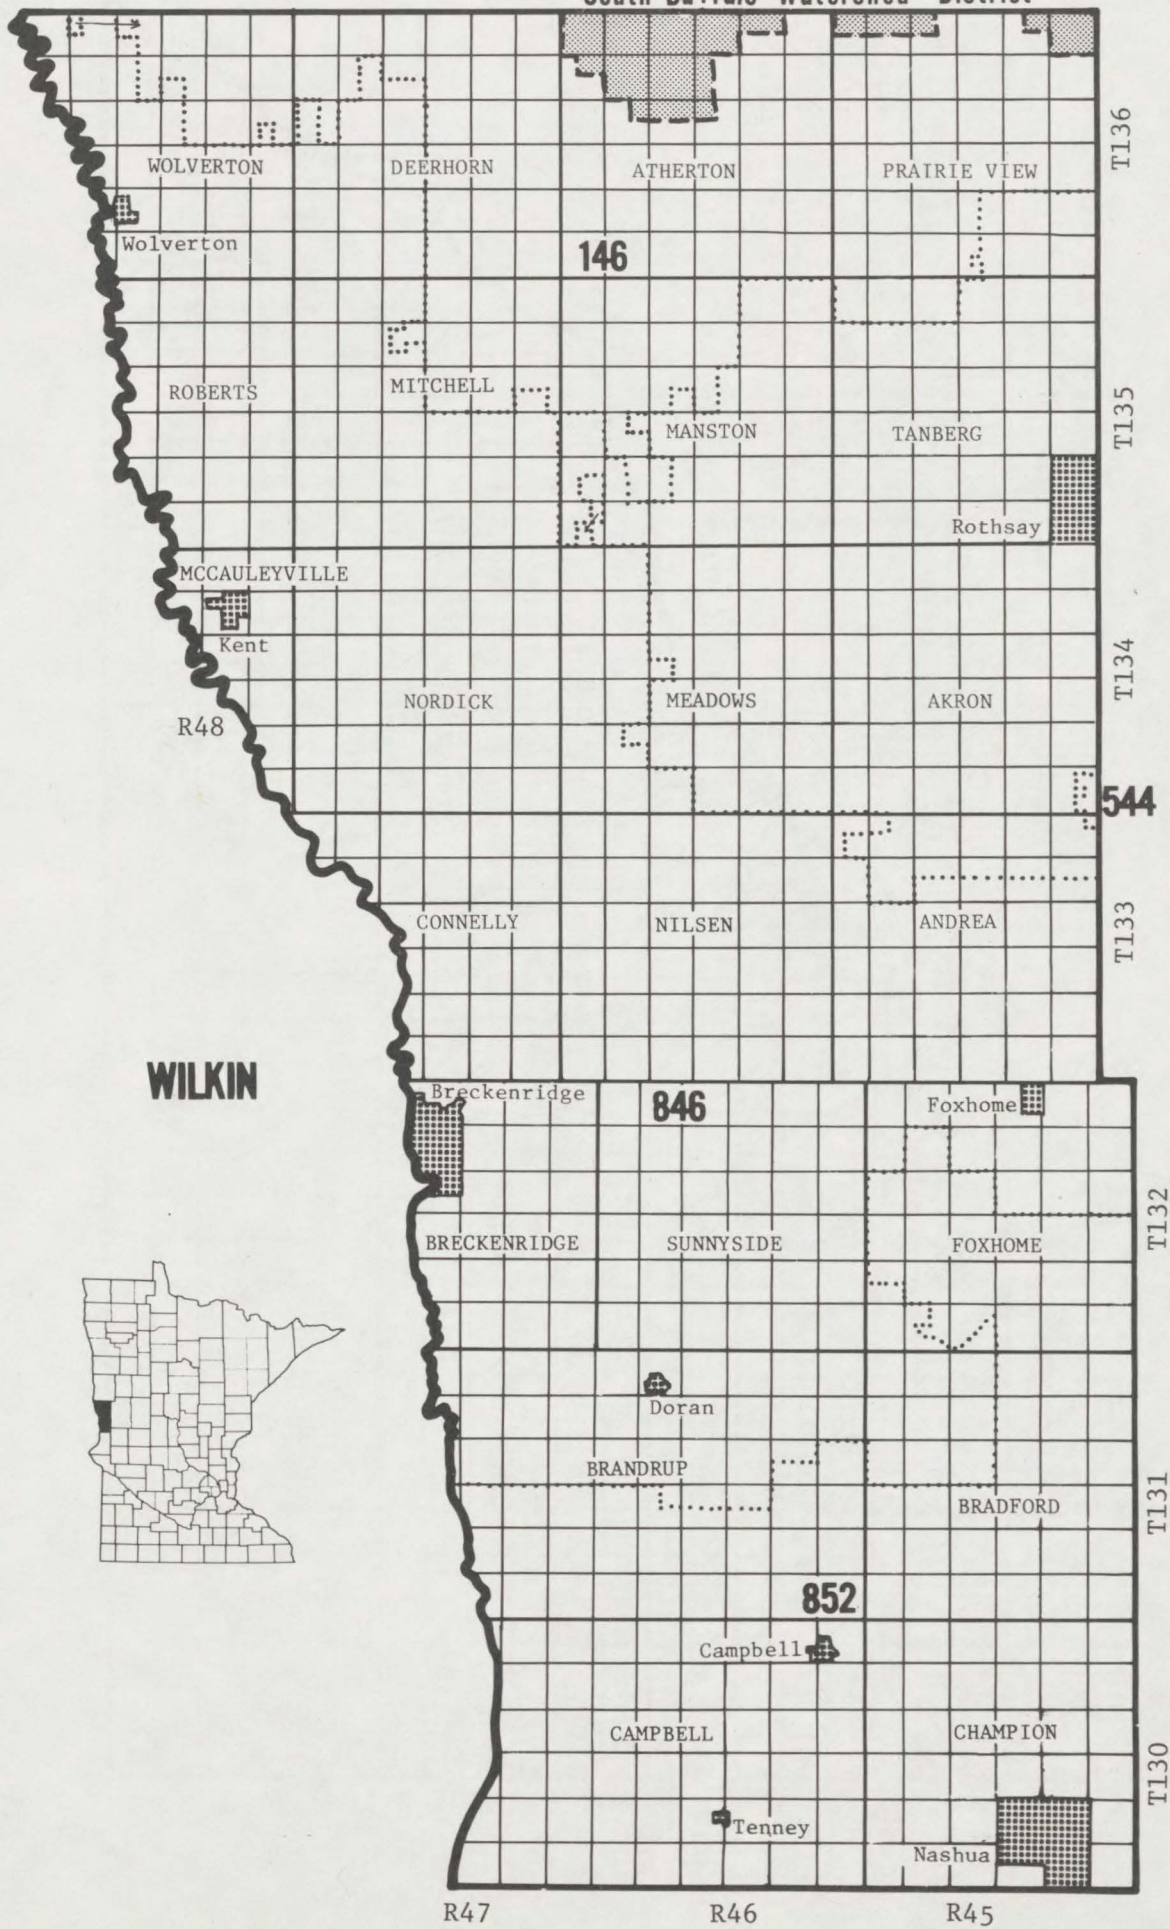 South Buffalo Watershed District
T136
WOLVERTON DEERHORN ATHERTON PRAIRIE VIEW
Wolverton
146
ROBERTS MITCHELL
T135
MANSTON TANBERG
Rothsay
MCCAULEYVILLE
Kent
T134
NORDICK MEADOWS AKRON
R48
544
CONNELLY NILSEN ANDREA
T133
WILKIN
Breckenridge 846 Foxhome
T132
BRECKENRIDGE SUNNYSIDE FOXHOME
Doran
BRANDRUP
T131
BRADFORD
852
Campbell
CAMPBELL CHAMPION
T130
Tenney
Nashua
R47 R46 R45